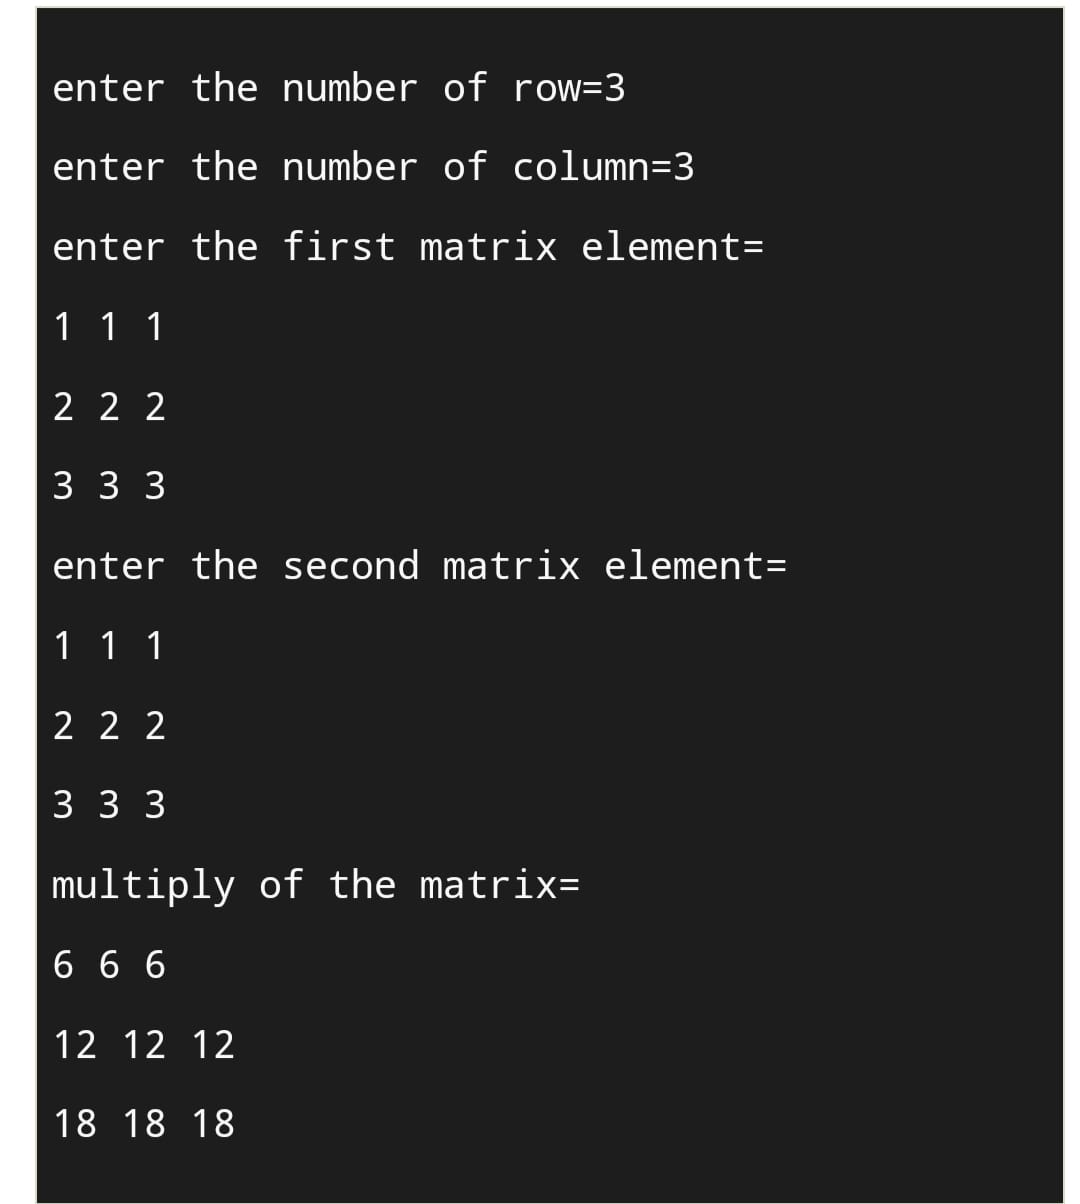 enter the number of row=3
enter the number of column=3
enter the first matrix element=
1 1 1
2 2 2
3 3 3
enter the second matrix element=
1 1 1
2 2 2
3 3 3
multiply of the matrix=
6 6 6
12 12 12
18 18 18